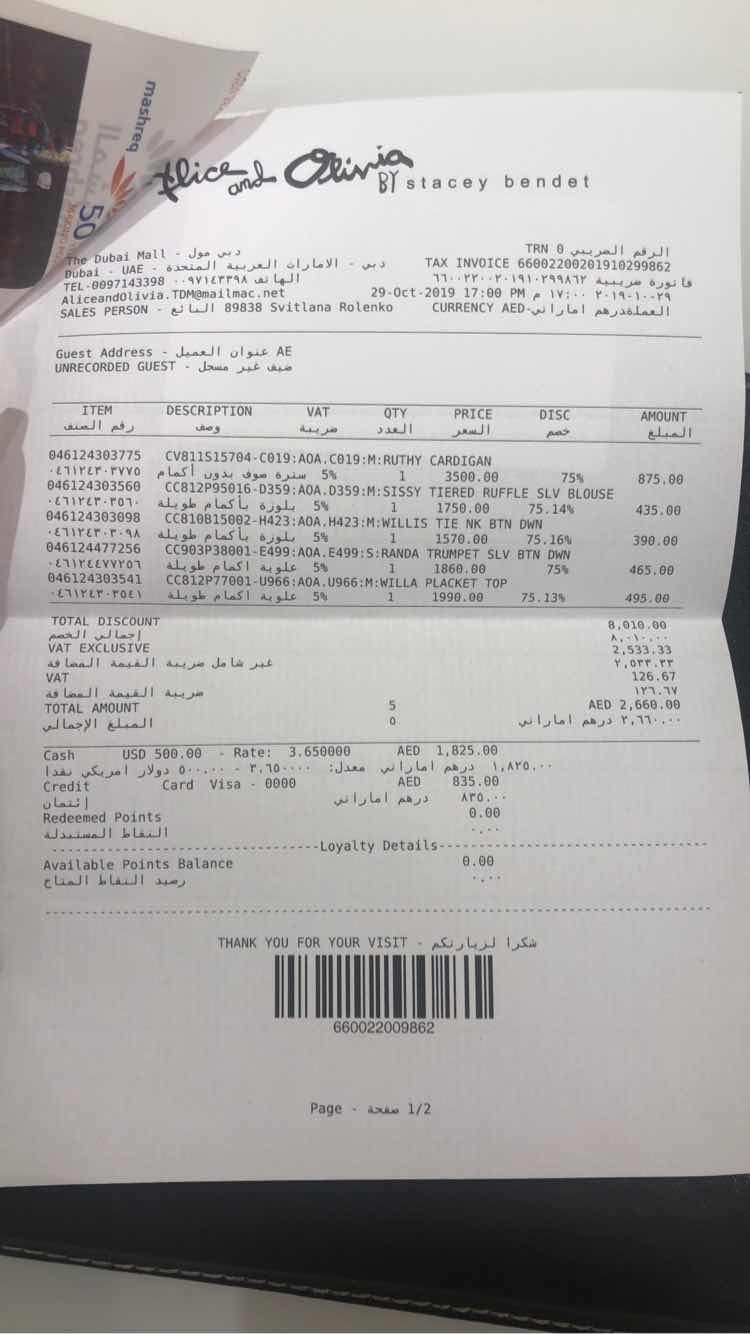 mashreq
50
Alice and Olivia
BY stacey bendet
The Dubai Mall - دبي مول
TRN 0 الرقم الضريبي
Dubai - UAE - دبي - الامارات العربية المتحدة
TAX INVOICE 66002200201910299862
TEL-0097143398 ٠٠٩٧١٤٣٣٩٨ الهاتف
فاتورة ضريبية ٦٦٠٠٢٢٠٠٢٠١٩١٠٢٩٩٨٦٢
AliceandOlivia.TDM@mailmac.net
29-Oct-2019 17:00 PM م ١٧:٠٠ ٢٠١٩-١٠-٢٩
SALES PERSON - البائع 89838 Svitlana Rolenko
CURRENCY AED-العملةدرهم اماراتي
Guest Address - عنوان العميل AE
UNRECORDED GUEST - ضيف غير مسجل
ITEM DESCRIPTION VAT QTY PRICE DISC AMOUNT
رقم الصنف وصف ضريبة العدد السعر خصم المبلغ
046124303775 CV811S15704-C019:AOA.C019:M:RUTHY CARDIGAN
٠٤٦١٢٤٣٠٣٧٧٥ سترة صوف بدون أكمام 5% 1 3500.00 75% 875.00
046124303560 CC812P95016-D359:AOA.D359:M:SISSY TIERED RUFFLE SLV BLOUSE
٠٤٦١٢٤٣٠٣٥٦٠ بلوزة بأكمام طويلة 5% 1 1750.00 75.14% 435.00
046124303098 CC810B15002-H423:AOA.H423:M:WILLIS TIE NK BTN DWN
٠٤٦١٢٤٣٠٣٠٩٨ بلوزة بأكمام طويلة 5% 1 1570.00 75.16% 390.00
046124477256 CC903P38001-E499:AOA.E499:S:RANDA TRUMPET SLV BTN DWN
٠٤٦١٢٤٤٧٧٢٥٦ علوية اكمام طويلة 5% 1 1860.00 75% 465.00
046124303541 CC812P77001-U966:AOA.U966:M:WILLA PLACKET TOP
٠٤٦١٢٤٣٠٣٥٤١ علوية اكمام طويلة 5% 1 1990.00 75.13% 495.00
TOTAL DISCOUNT 8,010.00
إجمالي الخصم ٨,٠١٠.٠٠
VAT EXCLUSIVE 2,533.33
غير شامل ضريبة القيمة المضافة ٢,٥٣٣.٣٣
VAT 126.67
ضريبة القيمة المضافة ١٢٦.٦٧
TOTAL AMOUNT 5 AED 2,660.00
المبلغ الإجمالي ٥ ٢,٦٦٠.٠٠ درهم اماراتي
Cash USD 500.00 - Rate: 3.650000 AED 1,825.00
نقدا ٥٠٠.٠٠ دولار امريكي - ٣.٦٥٠٠٠٠ معدل: ١,٨٢٥.٠٠ درهم اماراتي
Credit Card Visa - 0000 AED 835.00
إئتمان درهم اماراتي ٨٣٥.٠٠
Redeemed Points 0.00
النقاط المستبدلة ٠.٠٠
--------------------------------Loyalty Details--------------------------------
Available Points Balance 0.00
رصيد النقاط المتاح ٠.٠٠
THANK YOU FOR YOUR VISIT - شكرا لزيارتكم
660022009862
Page - صفحة 1/2